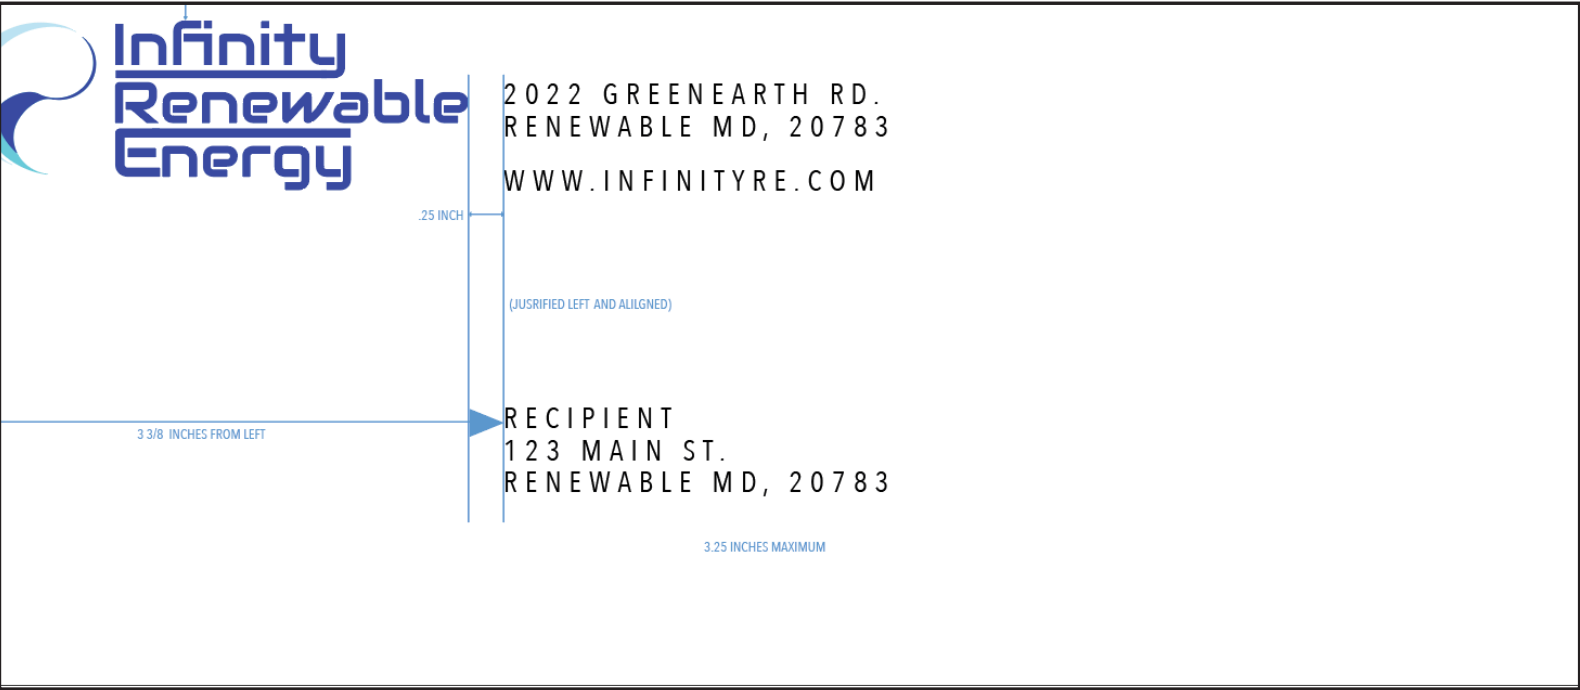 Infinity
Renewable
Energy
2022 GREENEARTH RD.
RENEWABLE MD, 20783
WWW.INFINITYRE.COM
.25 INCH
(JUSRIFIED LEFT AND ALILGNED)
RECIPIENT
3 3/8 INCHES FROM LEFT
123 MAIN ST.
RENEWABLE MD, 20783
3.25 INCHES MAXIMUM